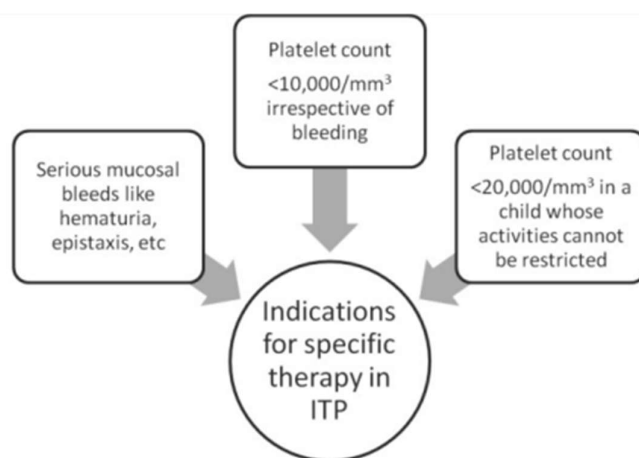 Platelet count
<10,000/mm³
irrespective of
bleeding
Serious mucosal
bleeds like
hematuria,
epistaxis, etc
Platelet count
<20,000/mm³ in a
child whose
activities cannot
be restricted
Indications
for specific
therapy in
ITP